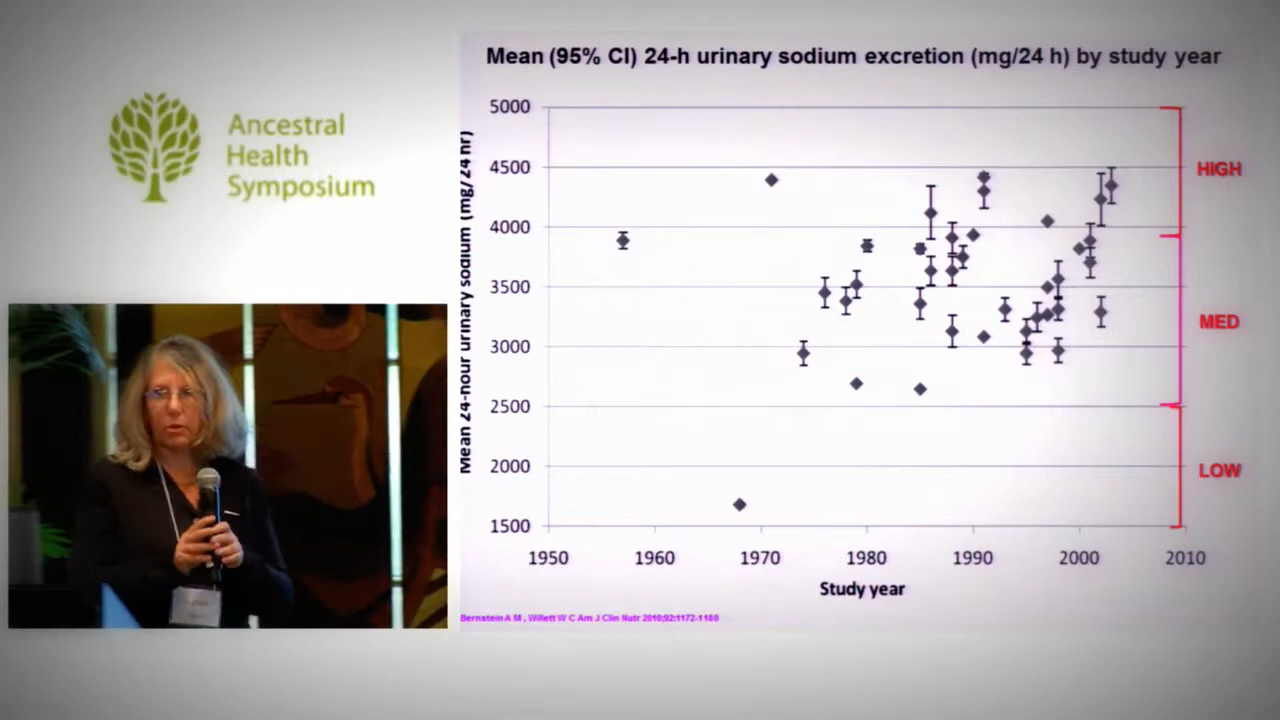 Ancestral
Health
Symposium
Mean (95% CI) 24-h urinary sodium excretion (mg/24 h) by study year
Mean 24-hour urinary sodium (mg/24 hr)
5000
4500
4000
3500
3000
2500
2000
1500
1950 1960 1970 1980 1990 2000 2010
Study year
HIGH
MED
LOW
Bernstein A M , Willett W C Am J Clin Nutr 2010;92:1172-1180